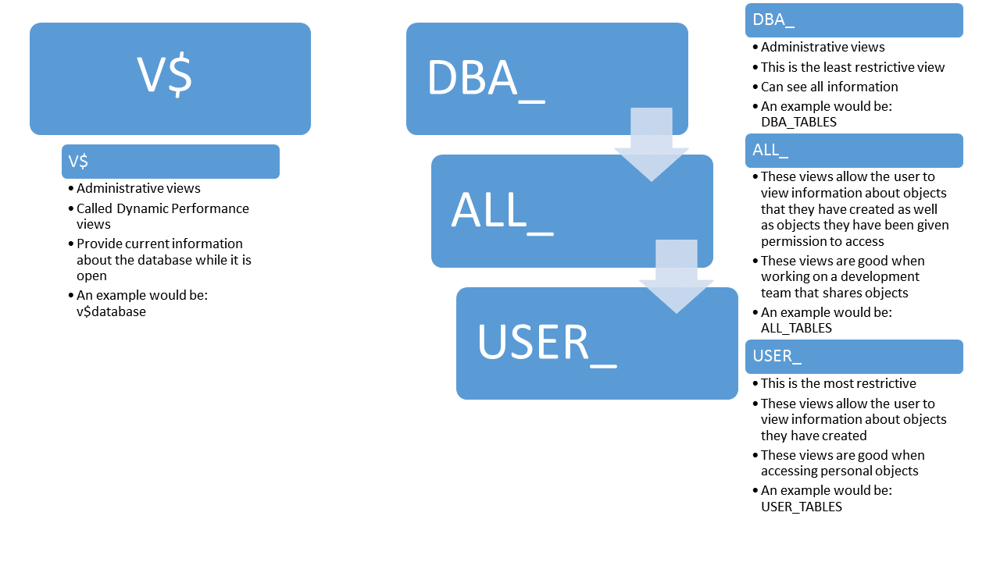 V$
V$
• Administrative views
• Called Dynamic Performance
views
• Provide current information
about the database while it is
open
• An example would be:
v$database
DBA_
ALL_
USER_
DBA_
• Administrative views
• This is the least restrictive view
• Can see all information
• An example would be:
DBA_TABLES
ALL_
• These views allow the user to
view information about objects
that they have created as well
as objects they have been given
permission to access
• These views are good when
working on a development
team that shares objects
• An example would be:
ALL_TABLES
USER_
• This is the most restrictive
• These views allow the user to
view information about objects
they have created
• These views are good when
accessing personal objects
• An example would be:
USER_TABLES